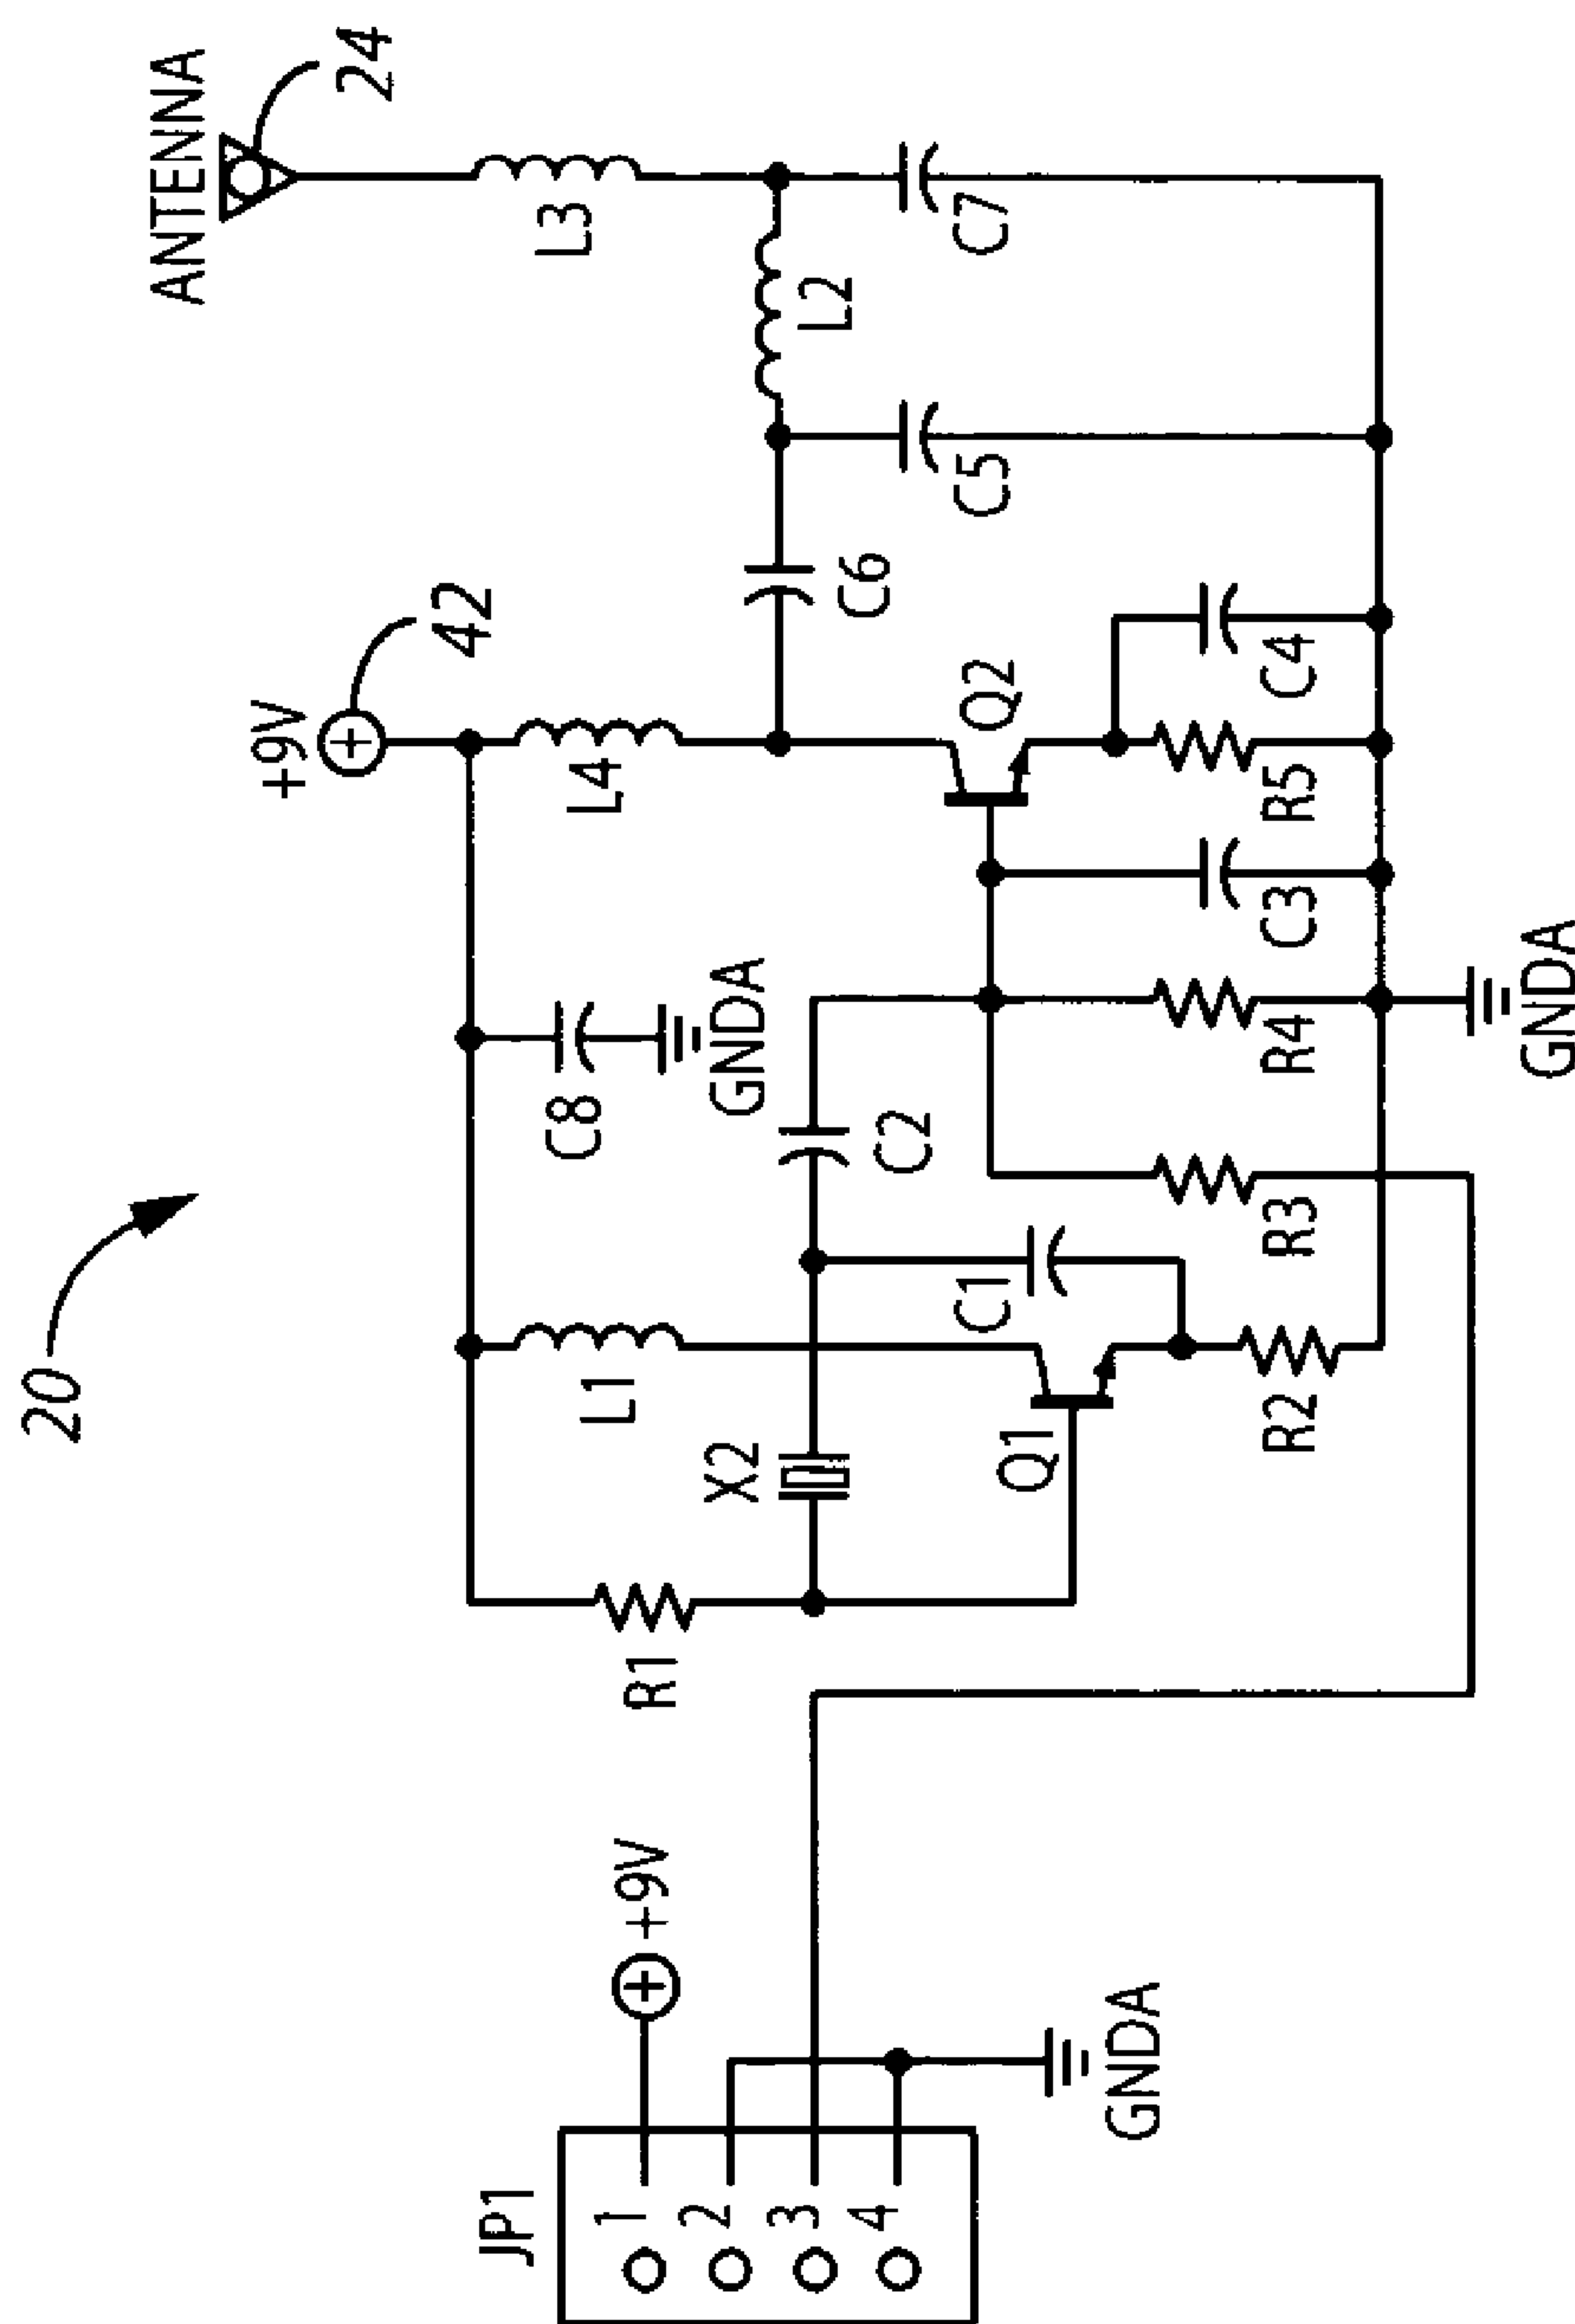 20
ANTENNA
24
+9V
42
L3
L4
L1
C8
GNDA
L2
C6
R1
X2
C2
C7
C5
Q2
C1
Q1
C4
R5
C3
R4
R3
R2
GNDA
JP1
1
2
3
4
+9V
GNDA